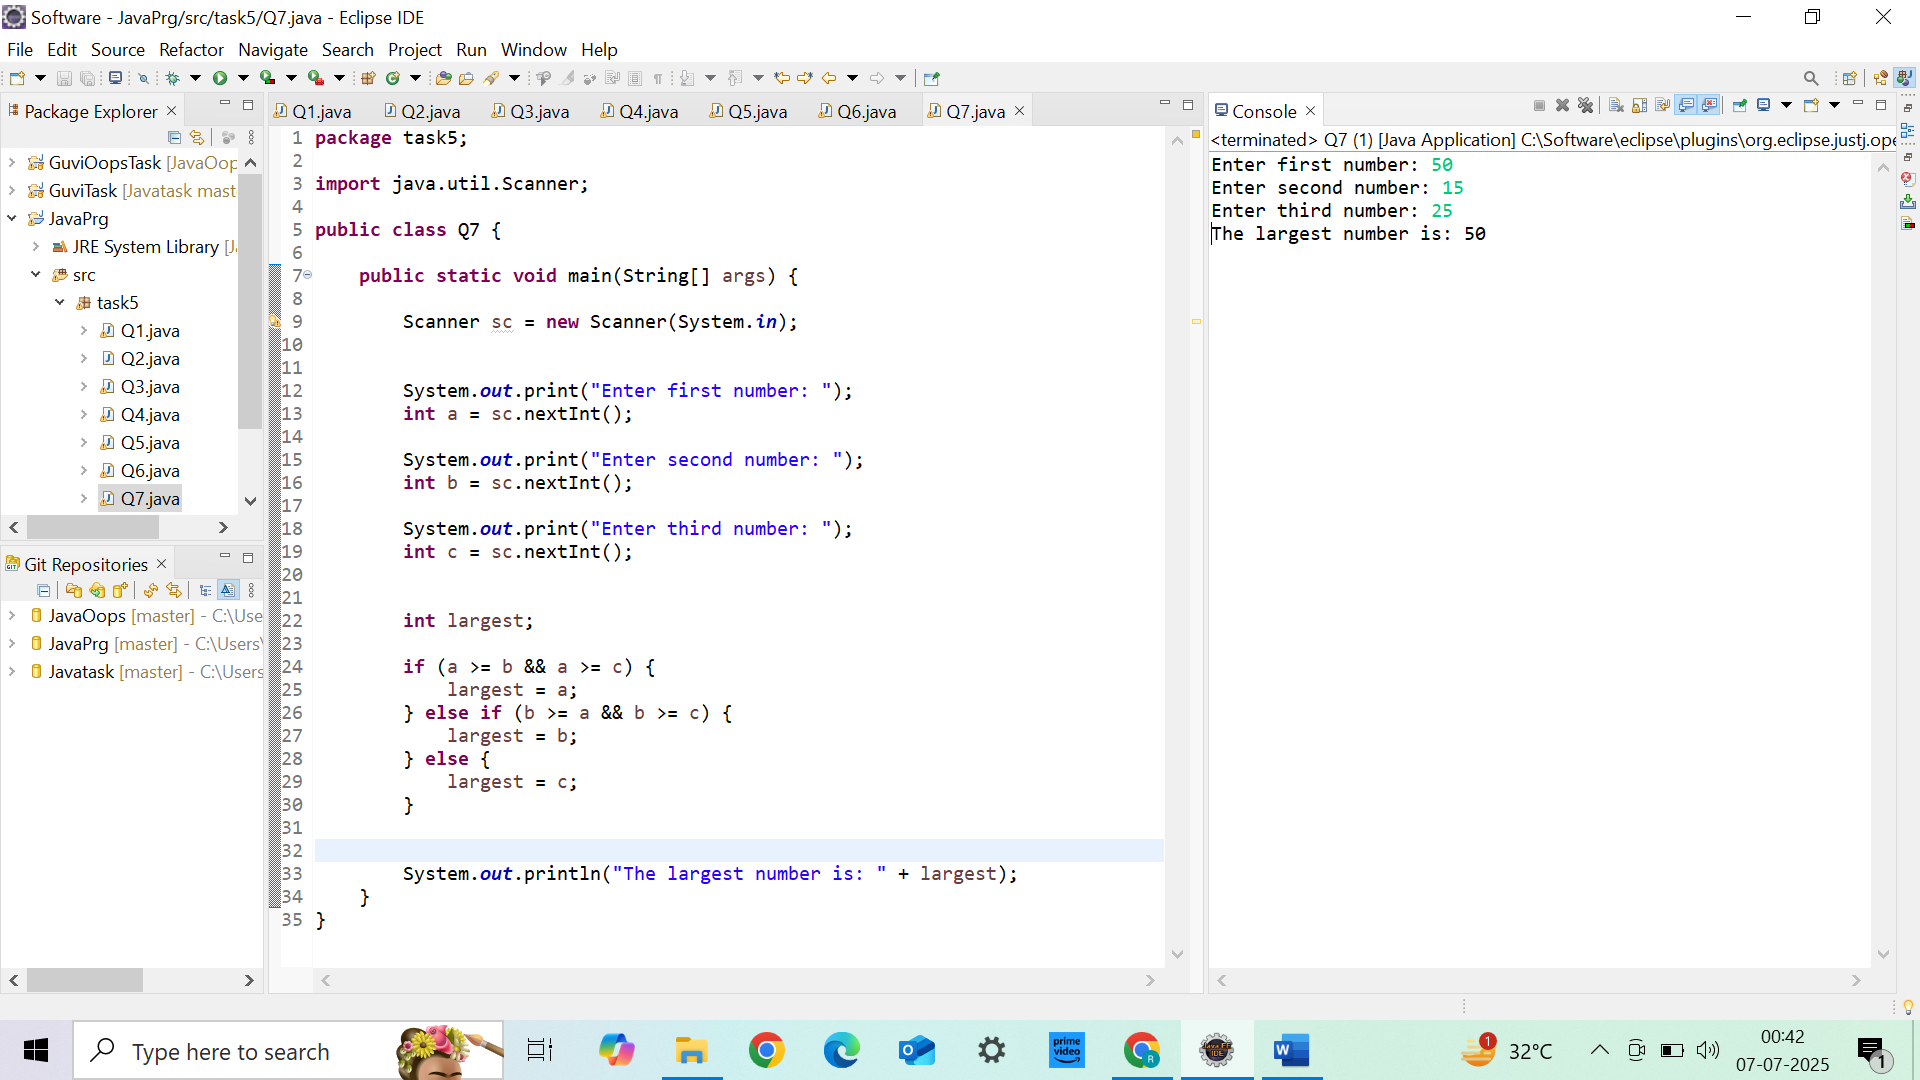 Software - JavaPrg/src/task5/Q7.java - Eclipse IDE
File Edit Source Refactor Navigate Search Project Run Window Help
Package Explorer
GuviOopsTask [JavaOop
GuviTask [Javatask mast
JavaPrg
JRE System Library [J
src
task5
Q1.java
Q2.java
Q3.java
Q4.java
Q5.java
Q6.java
Q7.java
Git Repositories
JavaOops [master] - C:\Use
JavaPrg [master] - C:\Users\
Javatask [master] - C:\Users
Q1.java Q2.java Q3.java Q4.java Q5.java Q6.java Q7.java
1 package task5;
2
3 import java.util.Scanner;
4
5 public class Q7 {
6
7 public static void main(String[] args) {
8
9 Scanner sc = new Scanner(System.in);
10
11
12 System.out.print("Enter first number: ");
13 int a = sc.nextInt();
14
15 System.out.print("Enter second number: ");
16 int b = sc.nextInt();
17
18 System.out.print("Enter third number: ");
19 int c = sc.nextInt();
20
21
22 int largest;
23
24 if (a >= b && a >= c) {
25 largest = a;
26 } else if (b >= a && b >= c) {
27 largest = b;
28 } else {
29 largest = c;
30 }
31
32
33 System.out.println("The largest number is: " + largest);
34 }
35 }
Console
<terminated> Q7 (1) [Java Application] C:\Software\eclipse\plugins\org.eclipse.justj.ope
Enter first number: 50
Enter second number: 15
Enter third number: 25
The largest number is: 50
Type here to search
prime video
1
32°C
00:42
07-07-2025
1